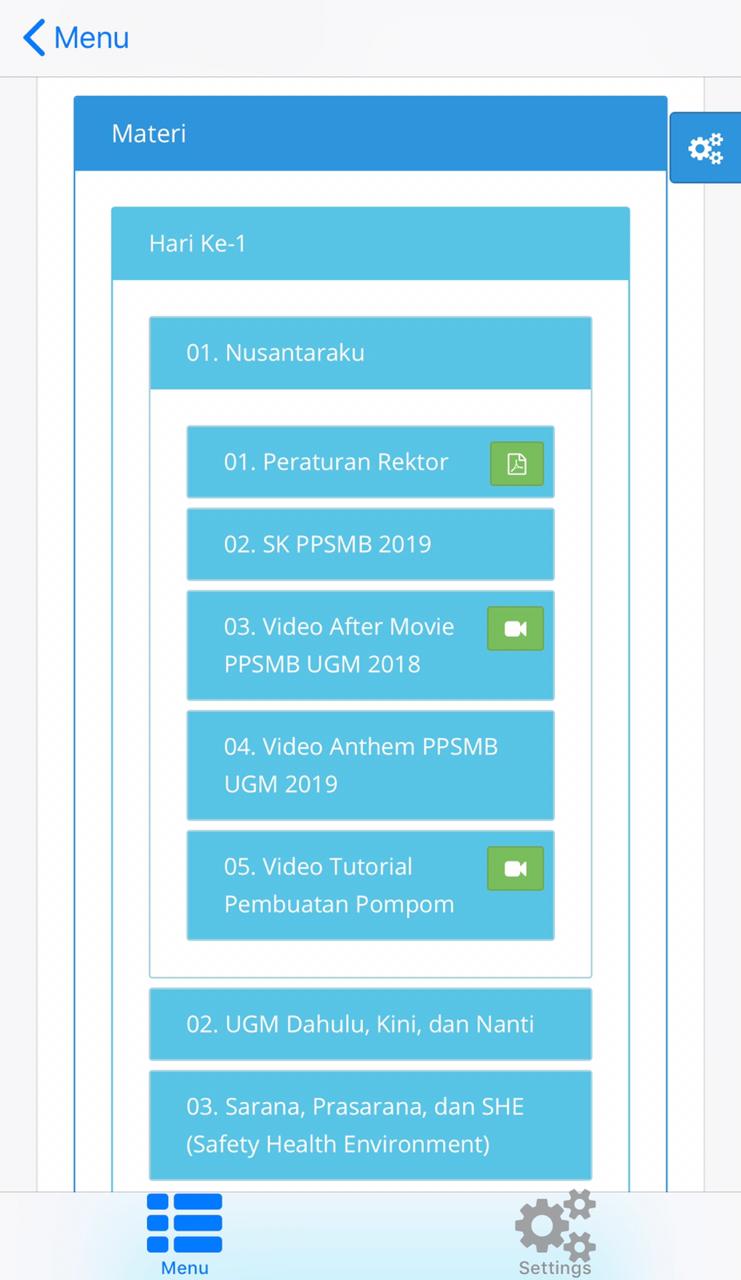 Menu
Materi
Hari Ke-1
01. Nusantaraku
01. Peraturan Rektor
02. SK PPSMB 2019
03. Video After Movie
PPSMB UGM 2018
04. Video Anthem PPSMB
UGM 2019
05. Video Tutorial
Pembuatan Pompom
02. UGM Dahulu, Kini, dan Nanti
03. Sarana, Prasarana, dan SHE
(Safety Health Environment)
Menu
Settings